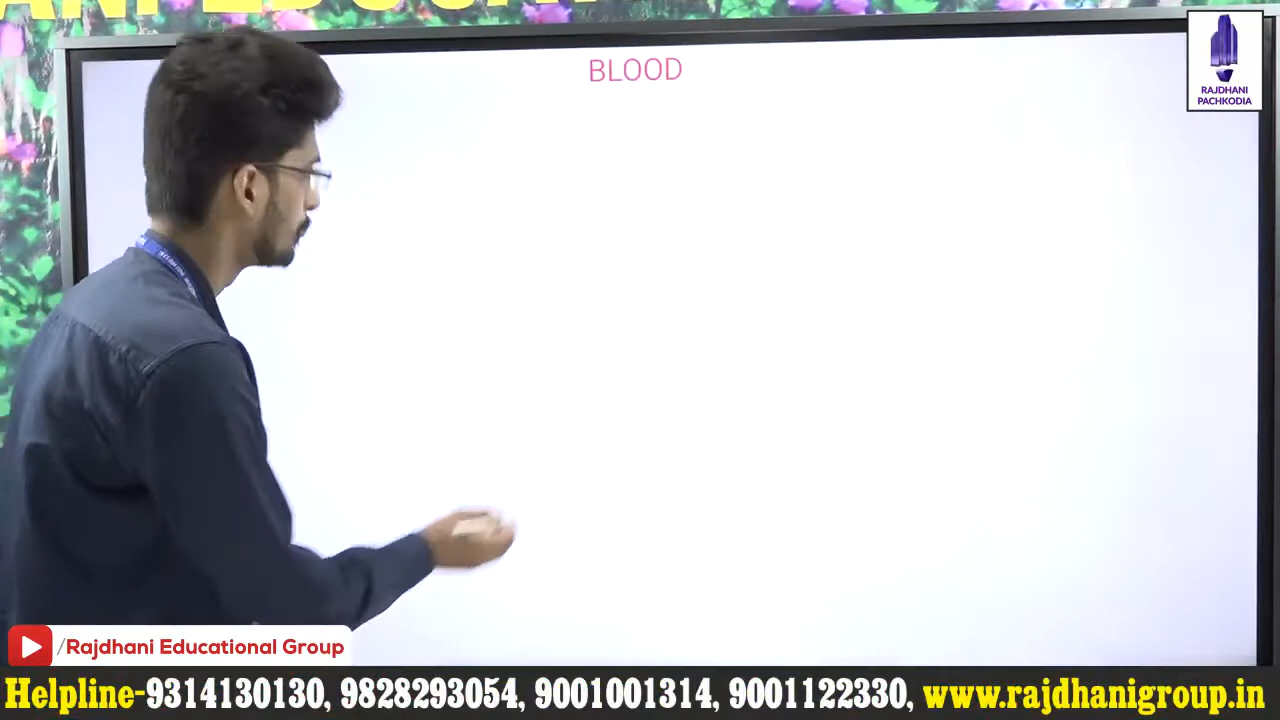 BLOOD
RAJDHANI
PACHKODIA
/Rajdhani Educational Group
Helpline-9314130130, 9828293054, 9001001314, 9001122330, www.rajdhanigroup.in